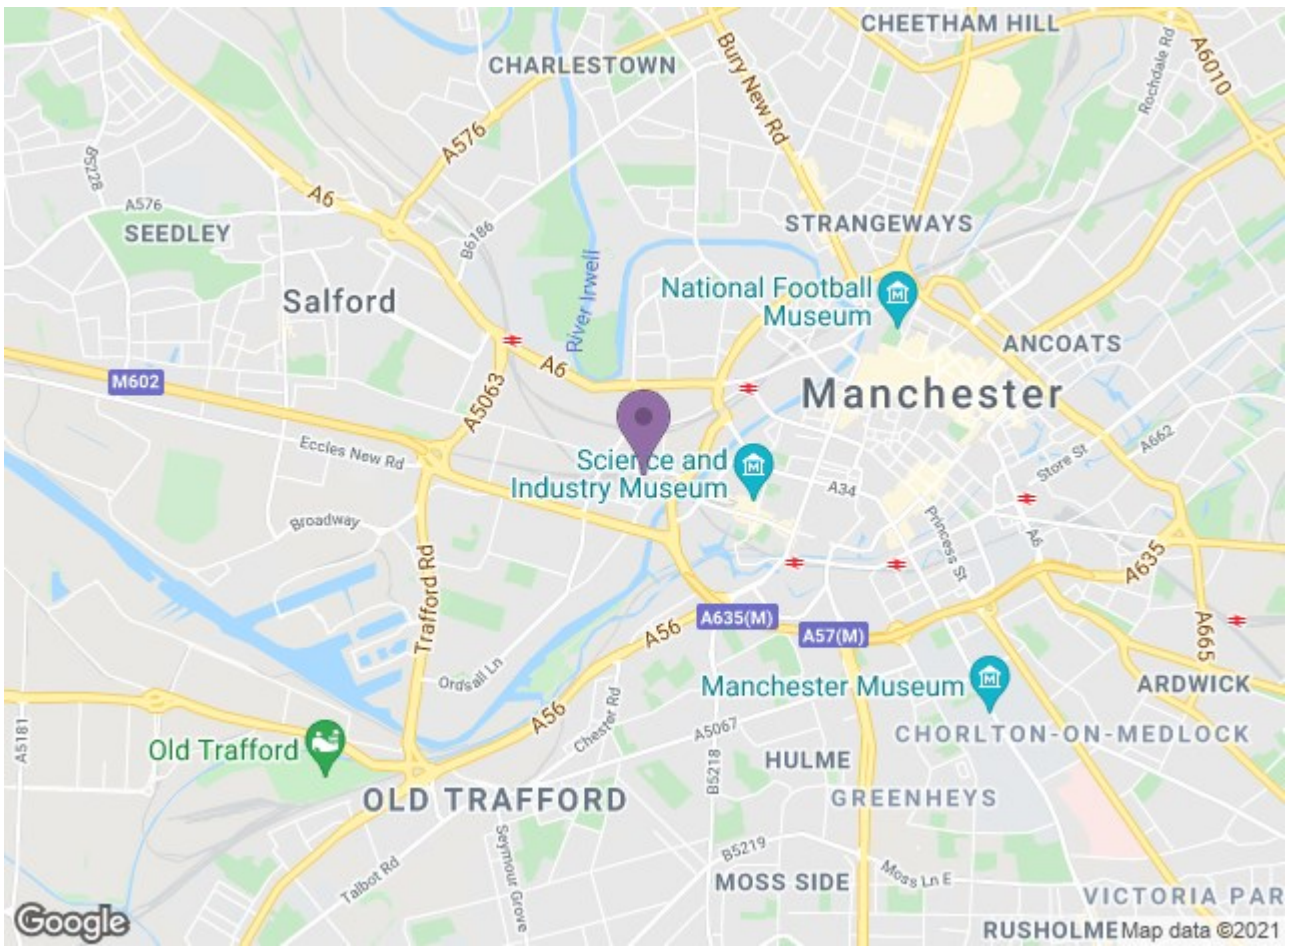 CHEETHAM HILL
CHARLESTOWN
Bury New Rd
A6010
Rochdale Rd
A576
B5228
A6
A576
SEEDLEY
B6186
STRANGEWAYS
River Irwell
Salford
National Football
Museum
ANCOATS
M602
A5063
A6
Manchester
Eccles New Rd
Science and
Industry Museum
A34
Store St
A662
Broadway
Princess St
A6
A635
Trafford Rd
A635(M)
A57(M)
A56
A665
Ordsall Ln
Manchester Museum
ARDWICK
A5181
A56
Chester Rd
A5067
CHORLTON-ON-MEDLOCK
Old Trafford
B5218
HULME
OLD TRAFFORD
GREENHEYS
Talbot Rd
Seymour Grove
B5219
MOSS SIDE
Moss Ln E
VICTORIA PAR
Google
RUSHOLME
Map data ©2021